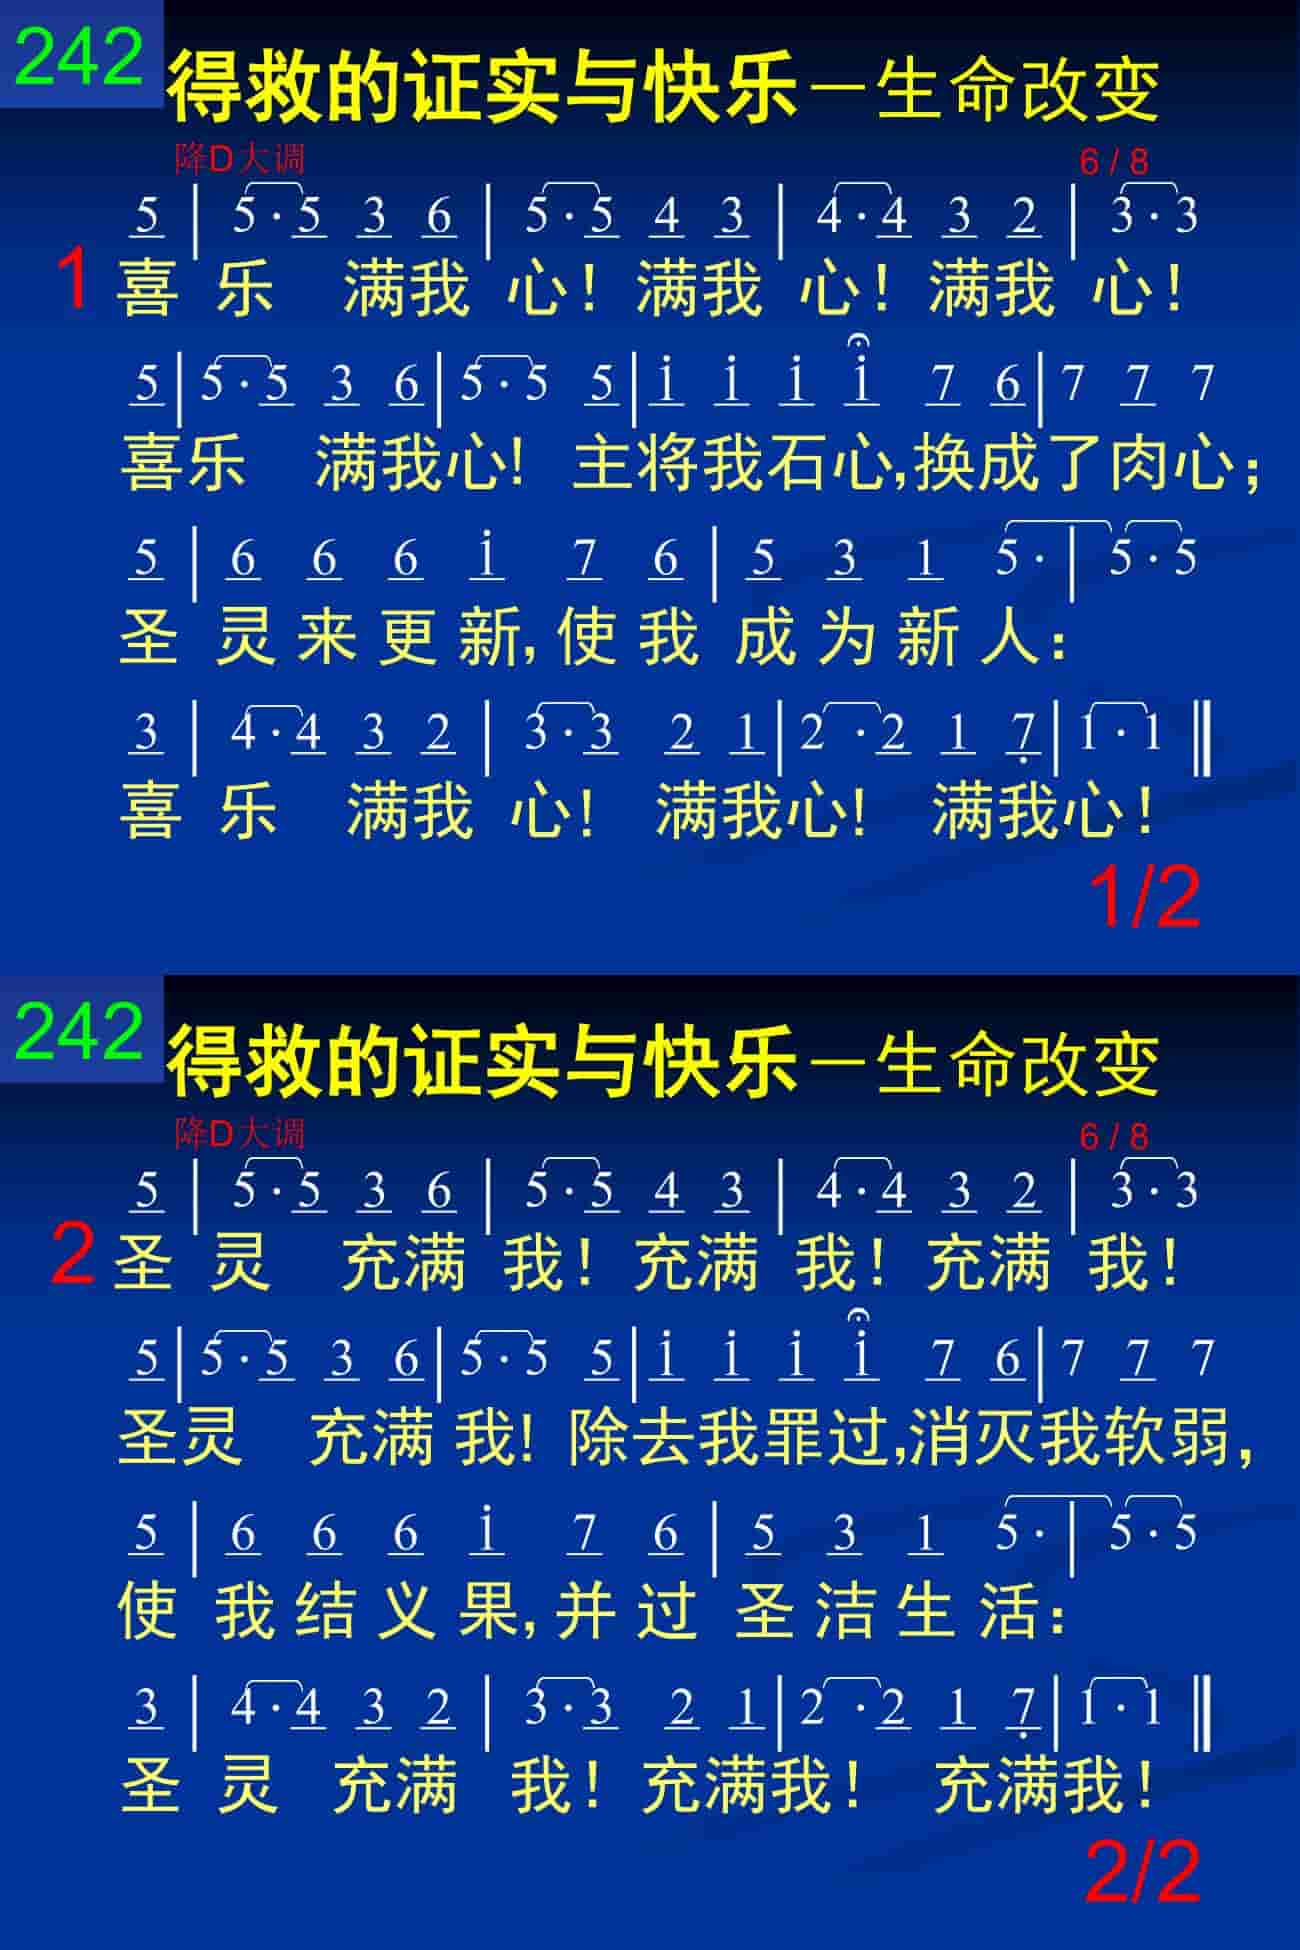 242
得救的证实与快乐－生命改变
降D大调 6 / 8
5 | 5 · 5 3 6 | 5 · 5 4 3 | 4 · 4 3 2 | 3 · 3
1 喜 乐 满我 心！满我 心！满我 心！
5 | 5 · 5 3 6 | 5 · 5 5 | i i i i 7 6 | 7 7 7
喜乐 满我心！ 主将我石心,换成了肉心；
5 | 6 6 6 i 7 6 | 5 3 1 5 · | 5 · 5
圣 灵 来 更 新, 使 我 成 为 新 人：
3 | 4 · 4 3 2 | 3 · 3 2 1 | 2 · 2 1 7 | 1 · 1 ‖
喜 乐 满我 心！ 满我心！ 满我心！
1/2
242
得救的证实与快乐－生命改变
降D大调 6 / 8
5 | 5 · 5 3 6 | 5 · 5 4 3 | 4 · 4 3 2 | 3 · 3
2 圣 灵 充满 我！充满 我！充满 我！
5 | 5 · 5 3 6 | 5 · 5 5 | i i i i 7 6 | 7 7 7
圣灵 充满 我！ 除去我罪过,消灭我软弱，
5 | 6 6 6 i 7 6 | 5 3 1 5 · | 5 · 5
使 我 结 义 果, 并 过 圣 洁 生 活：
3 | 4 · 4 3 2 | 3 · 3 2 1 | 2 · 2 1 7 | 1 · 1 ‖
圣 灵 充满 我！ 充满我！ 充满我！
2/2